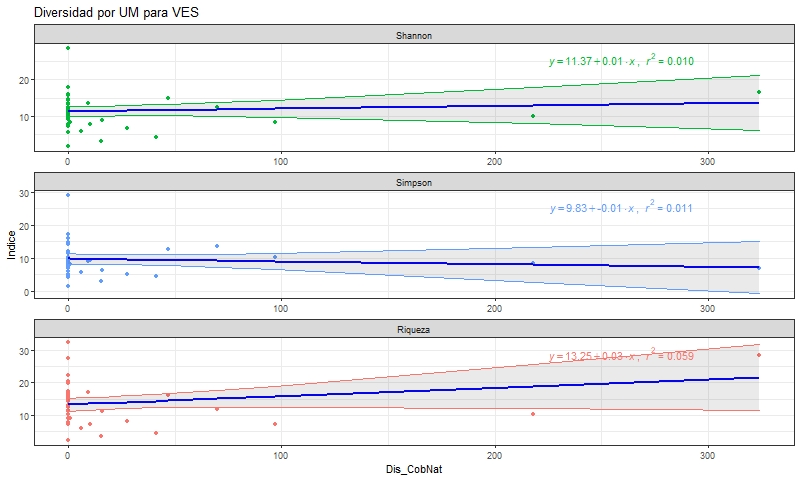 Diversidad por UM para VES
Shannon
y = 11.37 + 0.01 · x ,  r² = 0.010
20
10
0
100
200
300
Simpson
y = 9.83 + -0.01 · x ,  r² = 0.011
30
20
10
0
0
100
200
300
Indice
Riqueza
y = 13.25 + 0.03 · x ,  r² = 0.059
30
20
10
0
100
200
300
Dis_CobNat